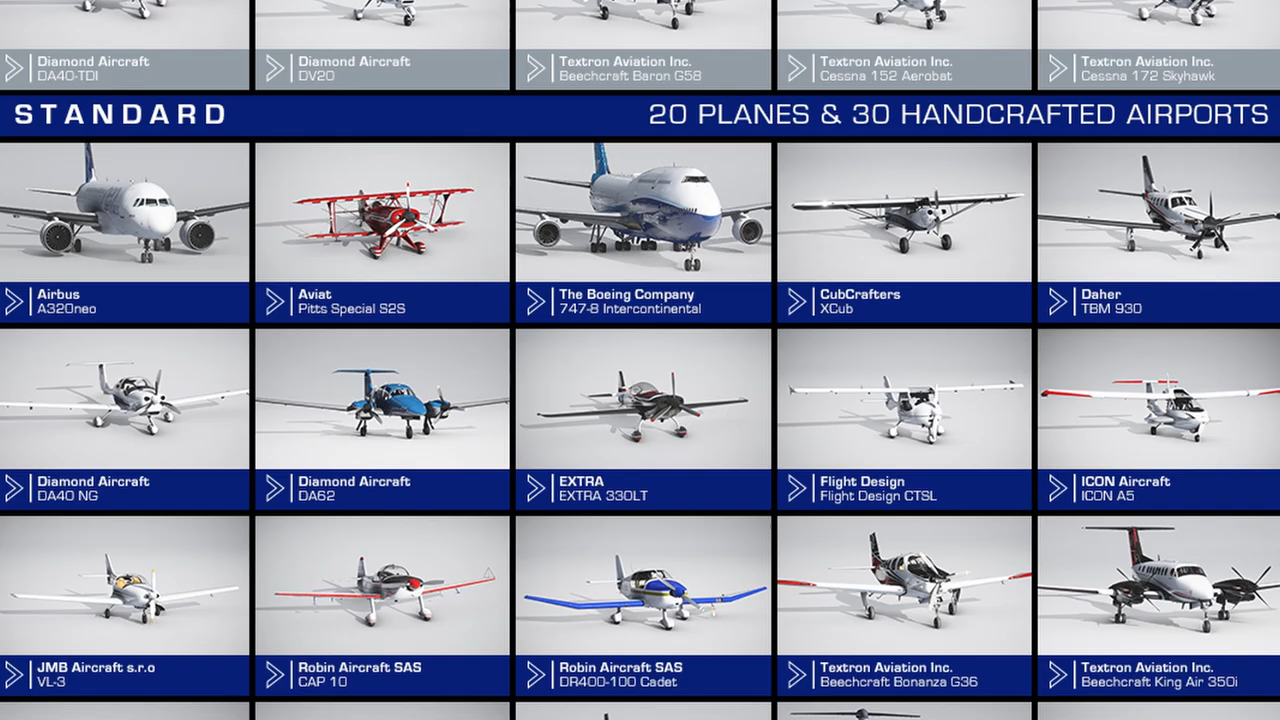 Diamond Aircraft
DA40-TDI
Diamond Aircraft
DV20
Textron Aviation Inc.
Beechcraft Baron G58
Textron Aviation Inc.
Cessna 152 Aerobat
Textron Aviation Inc.
Cessna 172 Skyhawk
STANDARD
20 PLANES & 30 HANDCRAFTED AIRPORTS
Airbus
A320neo
Aviat
Pitts Special S2S
The Boeing Company
747-8 Intercontinental
CubCrafters
XCub
Daher
TBM 930
Diamond Aircraft
DA40 NG
Diamond Aircraft
DA62
EXTRA
EXTRA 330LT
Flight Design
Flight Design CTSL
ICON Aircraft
ICON A5
JMB Aircraft s.r.o
VL-3
Robin Aircraft SAS
CAP 10
Robin Aircraft SAS
DR400-100 Cadet
Textron Aviation Inc.
Beechcraft Bonanza G36
Textron Aviation Inc.
Beechcraft King Air 350i